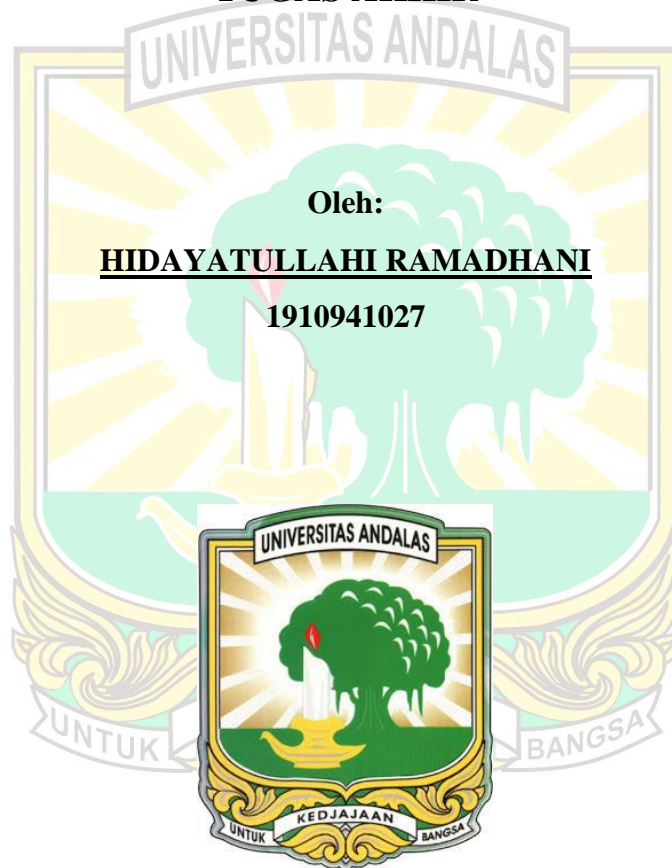 UNIVERSITAS ANDALAS
Oleh:
HIDAYATULLAHI RAMADHANI
1910941027
UNIVERSITAS ANDALAS
UNTUK
BANGSA
UNTUK KEDJAJAAN BANGSA